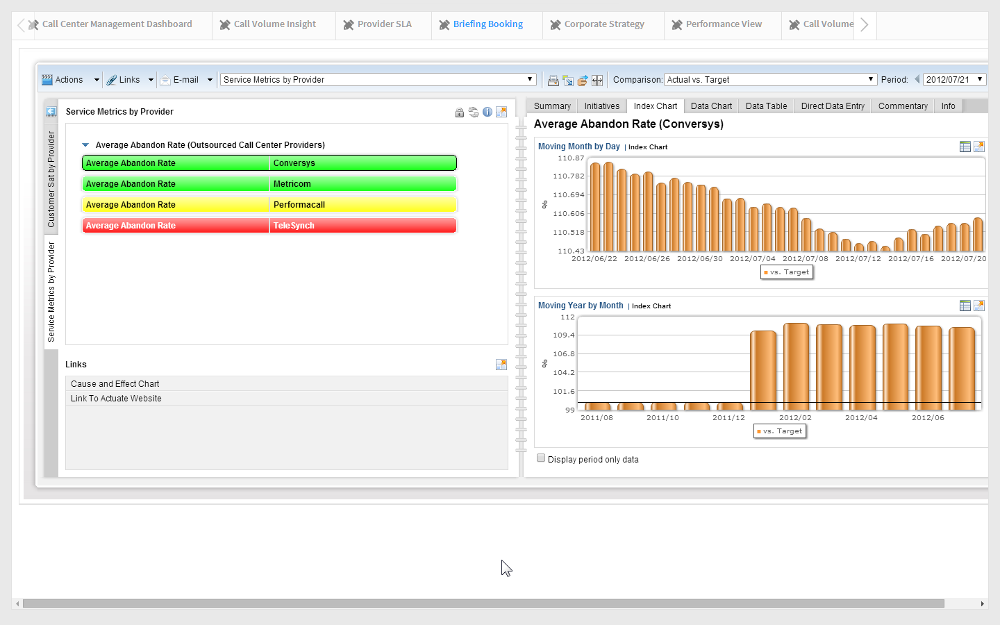 Call Center Management Dashboard
Call Volume Insight
Provider SLA
Briefing Booking
Corporate Strategy
Performance View
Call Volume
Actions
Links
E-mail
Service Metrics by Provider
Comparison:
Actual vs. Target
Period:
2012/07/21
Customer Sat by Provider
Service Metrics by Provider
Service Metrics by Provider
Average Abandon Rate (Outsourced Call Center Providers)
Average Abandon Rate Conversys
Average Abandon Rate Metricom
Average Abandon Rate Performacall
Average Abandon Rate TeleSynch
Links
Cause and Effect Chart
Link To Actuate Website
Summary
Initiatives
Index Chart
Data Chart
Data Table
Direct Data Entry
Commentary
Info
Average Abandon Rate (Conversys)
Moving Month by Day | Index Chart
110.87
110.782
110.694
110.606
110.518
110.43
%
2012/06/22 2012/06/26 2012/06/30 2012/07/04 2012/07/08 2012/07/12 2012/07/16 2012/07/20
vs. Target
Moving Year by Month | Index Chart
112
109.4
106.8
104.2
101.6
99
%
2011/08 2011/10 2011/12 2012/02 2012/04 2012/06
vs. Target
Display period only data